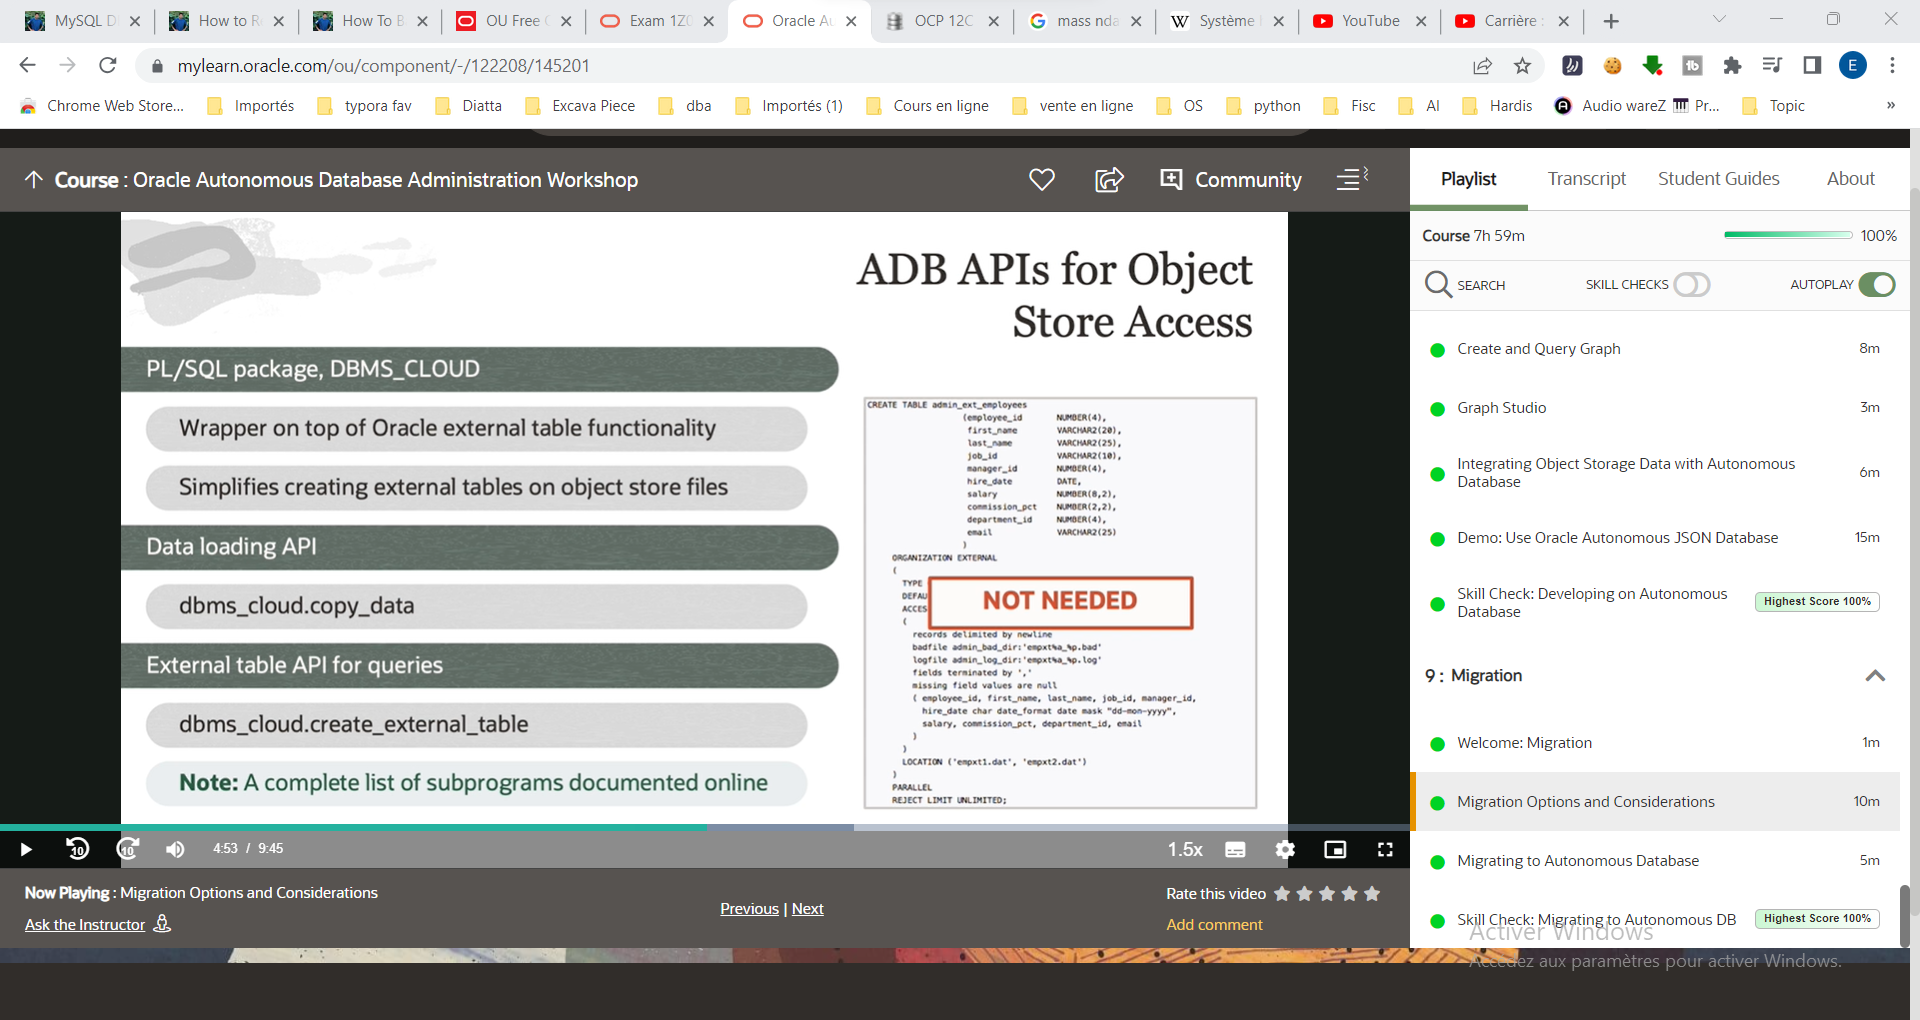 MySQL D
How to R
How To B
OU Free
Exam 1Z0
Oracle Au
OCP 12C
mass nda
Système
YouTube
Carrière :
mylearn.oracle.com/ou/component/-/122208/145201
E
Chrome Web Store...
Importés
typora fav
Diatta
Excava Piece
dba
Importés (1)
Cours en ligne
vente en ligne
OS
python
Fisc
AI
Hardis
Audio wareZ
Pr...
Topic
»
Course : Oracle Autonomous Database Administration Workshop
Community
ADB APIs for Object
Store Access
PL/SQL package, DBMS_CLOUD
Wrapper on top of Oracle external table functionality
Simplifies creating external tables on object store files
Data loading API
dbms_cloud.copy_data
External table API for queries
dbms_cloud.create_external_table
Note: A complete list of subprograms documented online
CREATE TABLE admin_ext_employees
(employee_id NUMBER(4),
first_name VARCHAR2(20),
last_name VARCHAR2(25),
job_id VARCHAR2(10),
manager_id NUMBER(4),
hire_date DATE,
salary NUMBER(8,2),
commission_pct NUMBER(2,2),
department_id NUMBER(4),
email VARCHAR2(25)
)
ORGANIZATION EXTERNAL
(
TYPE
DEFAU
ACCES
NOT NEEDED
(
records delimited by newline
badfile admin_bad_dir:'empxt%a_%p.bad'
logfile admin_log_dir:'empxt%a_%p.log'
fields terminated by ','
missing field values are null
( employee_id, first_name, last_name, job_id, manager_id,
hire_date char date_format date mask "dd-mon-yyyy",
salary, commission_pct, department_id, email
)
)
LOCATION ('empxt1.dat', 'empxt2.dat')
)
PARALLEL
REJECT LIMIT UNLIMITED;
10
10
4:53 / 9:45
1.5x
Now Playing : Migration Options and Considerations
Ask the Instructor
Previous | Next
Rate this video
Add comment
Playlist
Transcript
Student Guides
About
Course 7h 59m
100%
SEARCH
SKILL CHECKS
AUTOPLAY
Create and Query Graph
8m
Graph Studio
3m
Integrating Object Storage Data with Autonomous
Database
6m
Demo: Use Oracle Autonomous JSON Database
15m
Skill Check: Developing on Autonomous
Database
Highest Score 100%
9 : Migration
Welcome: Migration
1m
Migration Options and Considerations
10m
Migrating to Autonomous Database
5m
Skill Check: Migrating to Autonomous DB
Highest Score 100%
Activer Windows
Accédez aux paramètres pour activer Windows.